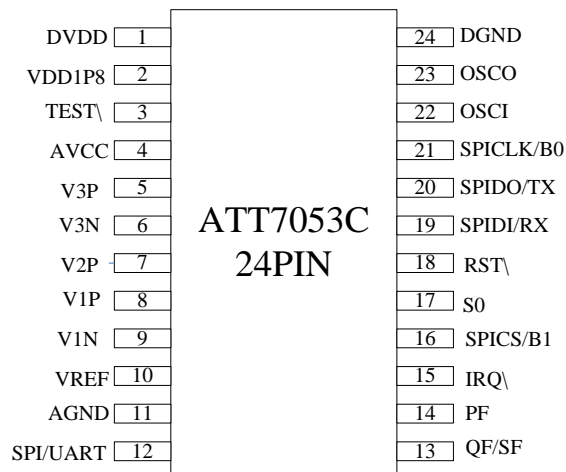 DVDD 1 24 DGND
VDD1P8 2 23 OSCO
TEST\ 3 22 OSCI
AVCC 4 21 SPICLK/B0
V3P 5 20 SPIDO/TX
V3N 6 ATT7053C 19 SPIDI/RX
V2P 7 24PIN 18 RST\
V1P 8 17 S0
V1N 9 16 SPICS/B1
VREF 10 15 IRQ\
AGND 11 14 PF
SPI/UART 12 13 QF/SF